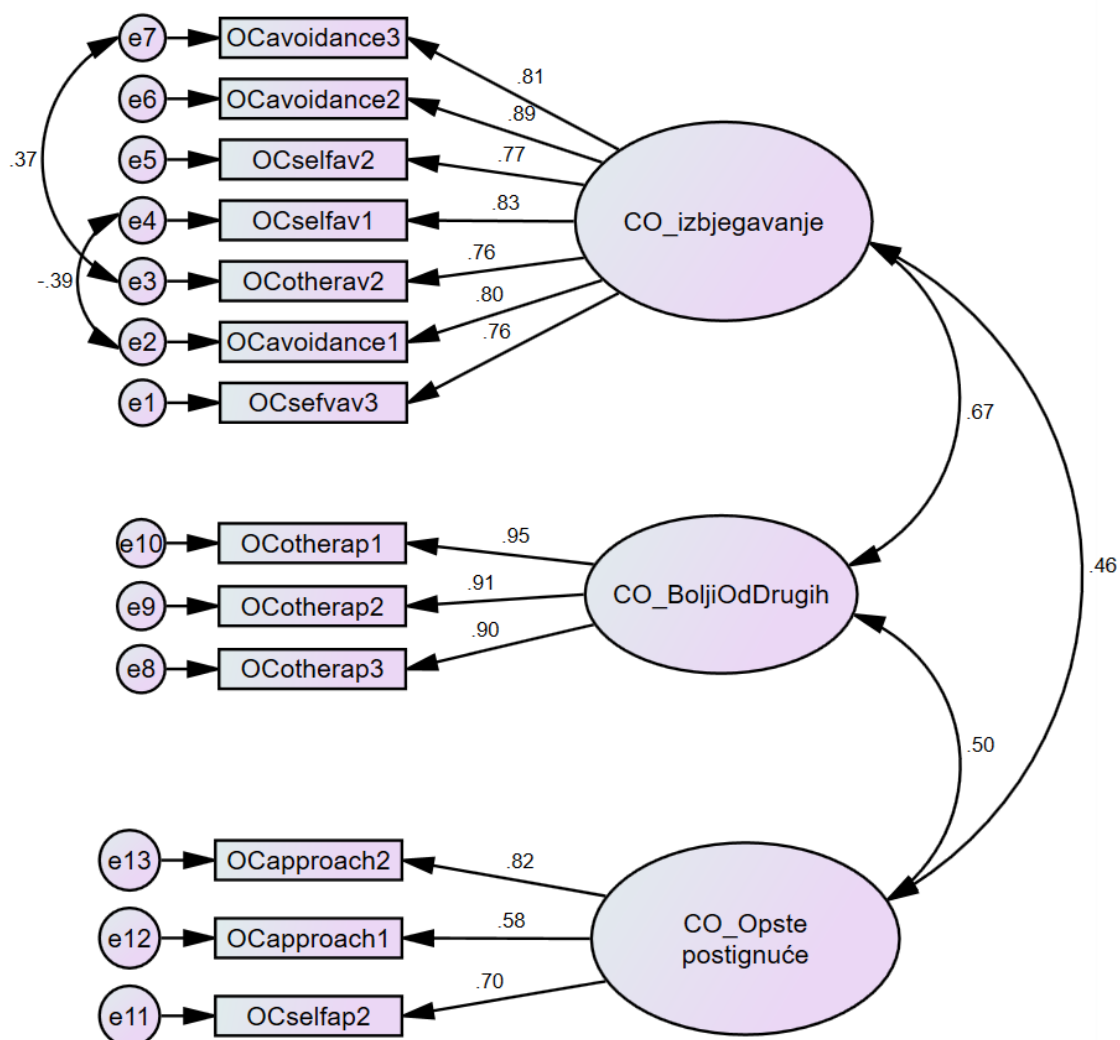 e7
OCavoidance3
.81
e6
OCavoidance2
.89
e5
OCselfav2
.77
.37
e4
OCselfav1
.83
CO_izbjegavanje
e3
OCotherav2
.76
-.39
e2
OCavoidance1
.80
e1
OCsefvav3
.76
.67
e10
OCotherap1
.95
e9
OCotherap2
.91
CO_BoljiOdDrugih
.46
e8
OCotherap3
.90
.50
e13
OCapproach2
.82
e12
OCapproach1
.58
CO_Opste
postignuće
e11
OCselfap2
.70